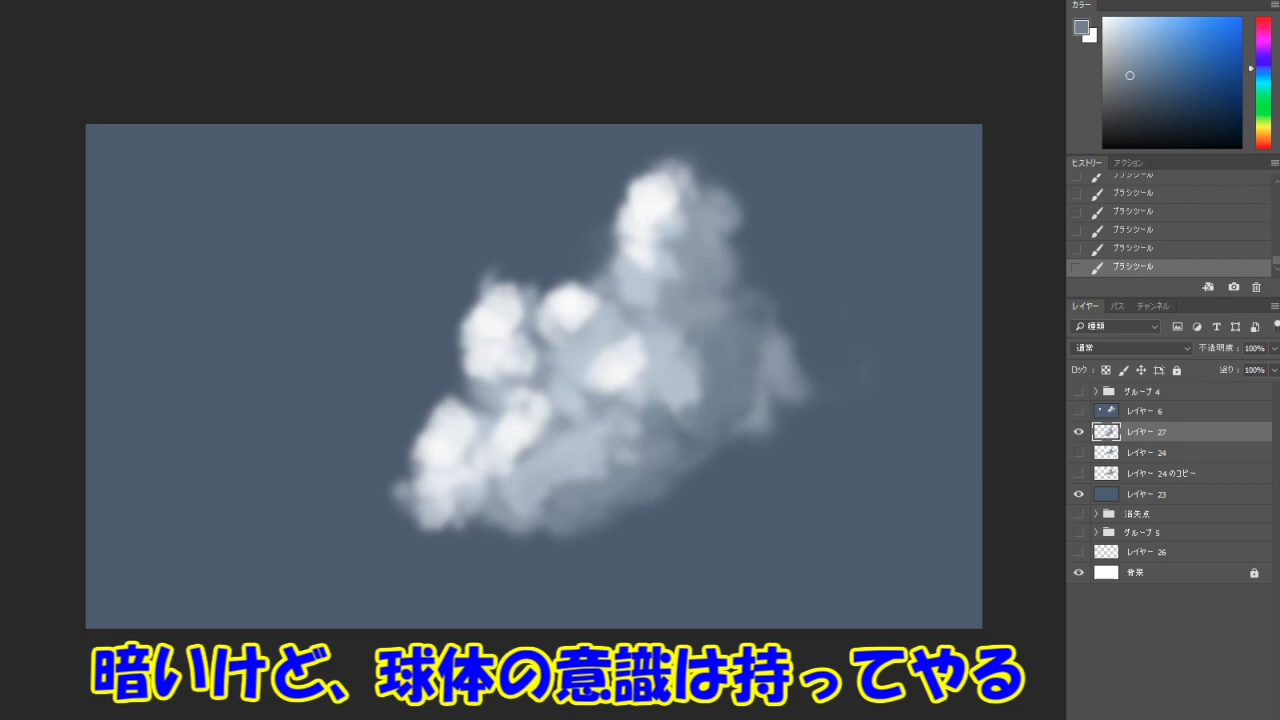 カラー
ヒストリー アクション
ブラシツール
ブラシツール
ブラシツール
ブラシツール
ブラシツール
ブラシツール
レイヤー パス チャンネル
種類
通常 不透明度: 100%
ロック: 塗り: 100%
グループ 4
レイヤー 6
レイヤー 27
レイヤー 24
レイヤー 24 のコピー
レイヤー 23
消失点
グループ 5
レイヤー 26
背景
暗いけど、球体の意識は持ってやる